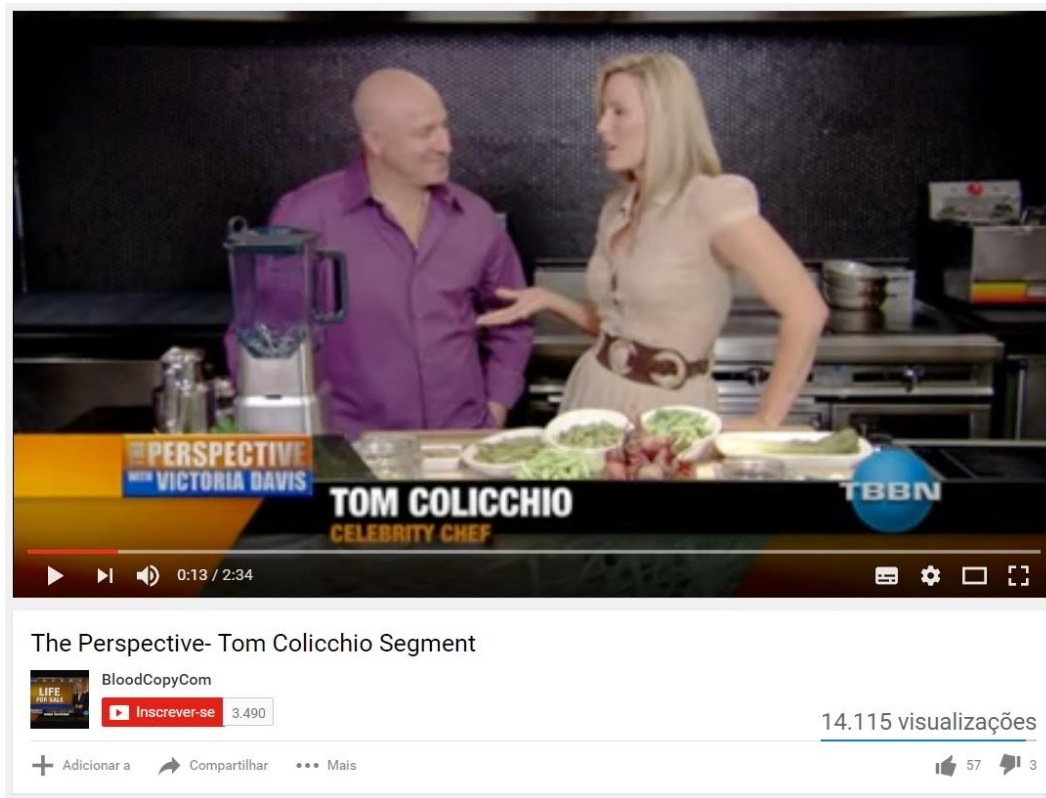 THE PERSPECTIVE
WITH VICTORIA DAVIS
TOM COLICCHIO
CELEBRITY CHEF
TBBN
0:13 / 2:34
The Perspective- Tom Colicchio Segment
LIFE
FOR SALE
BloodCopyCom
Inscrever-se 3.490
14.115 visualizações
Adicionar a Compartilhar Mais 57 3